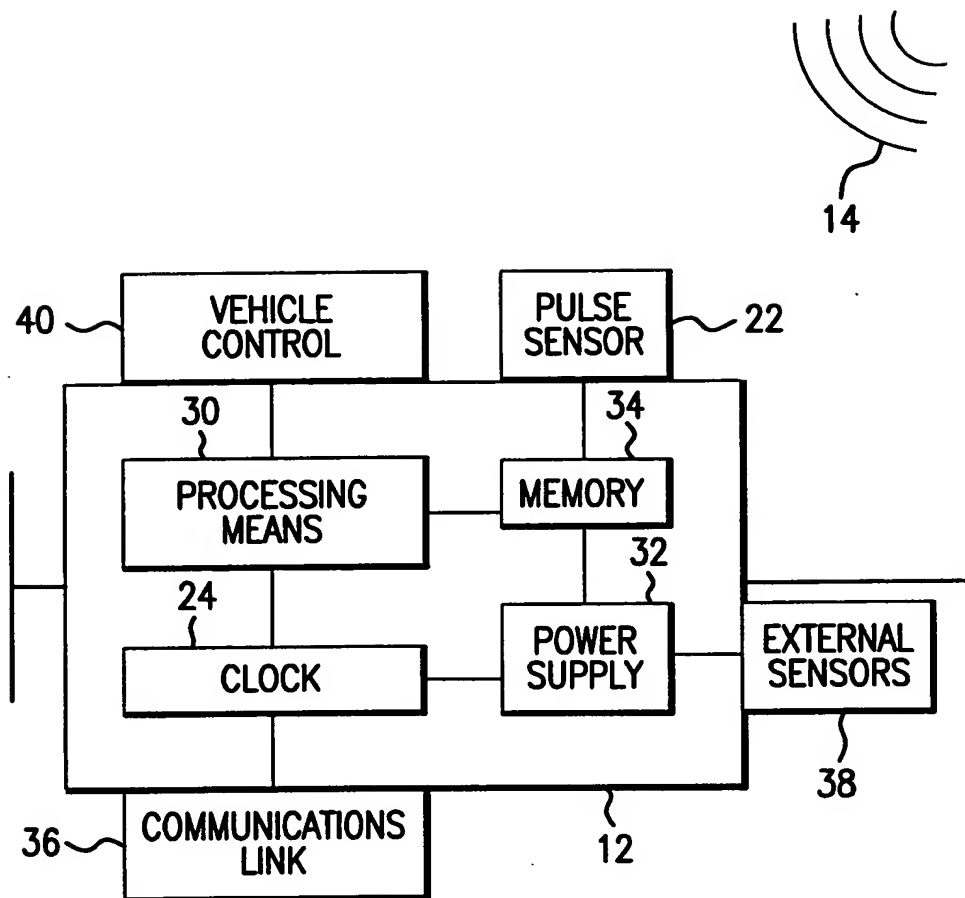 14
40
VEHICLE
CONTROL
PULSE
SENSOR
22
30
34
PROCESSING
MEANS
MEMORY
24
32
CLOCK
POWER
SUPPLY
EXTERNAL
SENSORS
38
36
COMMUNICATIONS
LINK
12